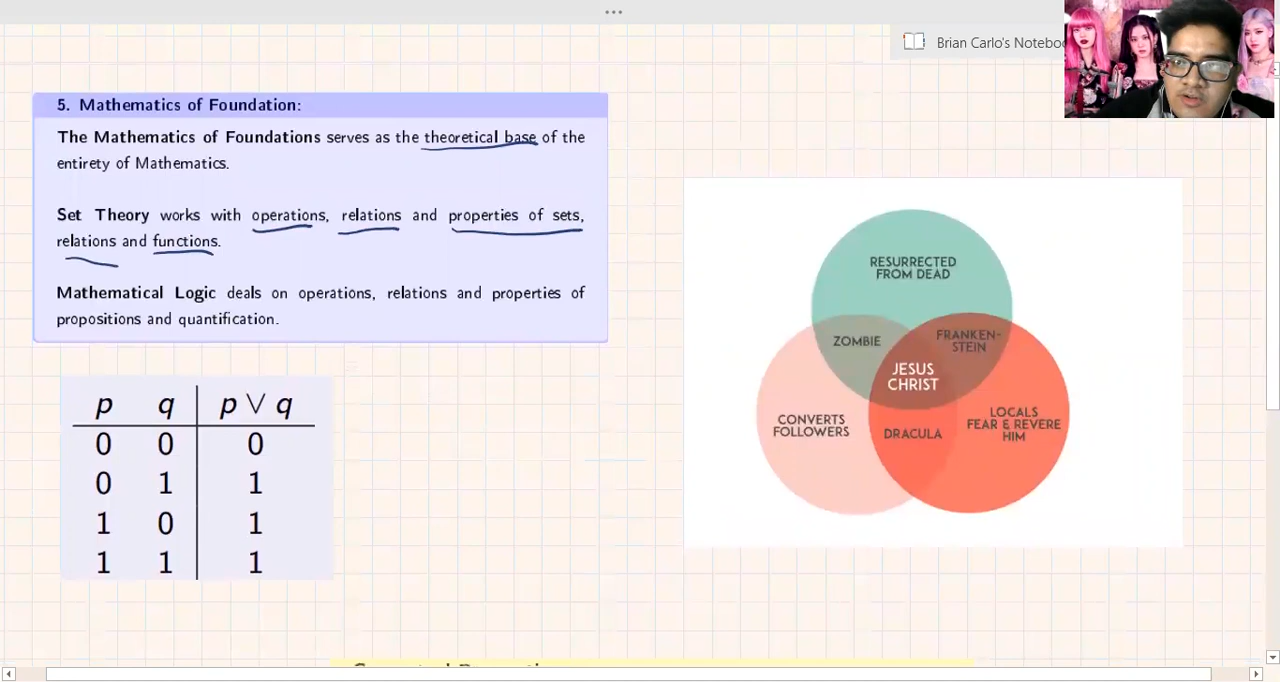 Brian Carlo's Notebo
5. Mathematics of Foundation:
The Mathematics of Foundations serves as the theoretical base of the
entirety of Mathematics.
Set Theory works with operations, relations and properties of sets,
relations and functions.
Mathematical Logic deals on operations, relations and properties of
propositions and quantification.
p q p ∨ q
0 0 0
0 1 1
1 0 1
1 1 1
RESURRECTED
FROM DEAD
ZOMBIE
FRANKEN-
STEIN
JESUS
CHRIST
CONVERTS
FOLLOWERS
DRACULA
LOCALS
FEAR & REVERE
HIM